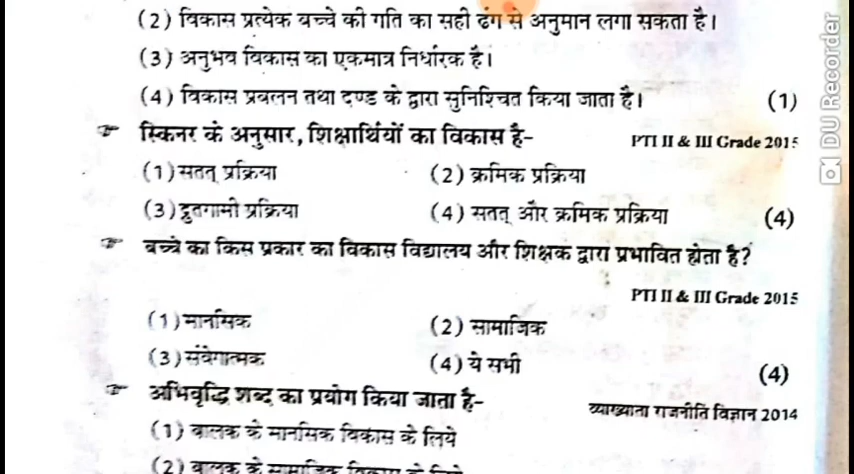 (2) विकास प्रत्येक बच्चे की गति का सही ढंग से अनुमान लगा सकता है।
(3) अनुभव विकास का एकमात्र निर्धारक है।
(4) विकास प्रबलन तथा दण्ड के द्वारा सुनिश्चित किया जाता है। (1)
☞ स्किनर के अनुसार, शिक्षार्थियों का विकास है- PTI II & III Grade 2015
(1) सतत् प्रक्रिया (2) क्रमिक प्रक्रिया
(3) द्रुतगामी प्रक्रिया (4) सतत् और क्रमिक प्रक्रिया (4)
☞ बच्चे का किस प्रकार का विकास विद्यालय और शिक्षक द्वारा प्रभावित होता है?
PTI II & III Grade 2015
(1) मानसिक (2) सामाजिक
(3) संवेगात्मक (4) ये सभी (4)
☞ अभिवृद्धि शब्द का प्रयोग किया जाता है- व्याख्याता राजनीति विज्ञान 2014
(1) बालक के मानसिक विकास के लिये
(2) बालक के सामाजिक विकास के लिये
DU Recorder